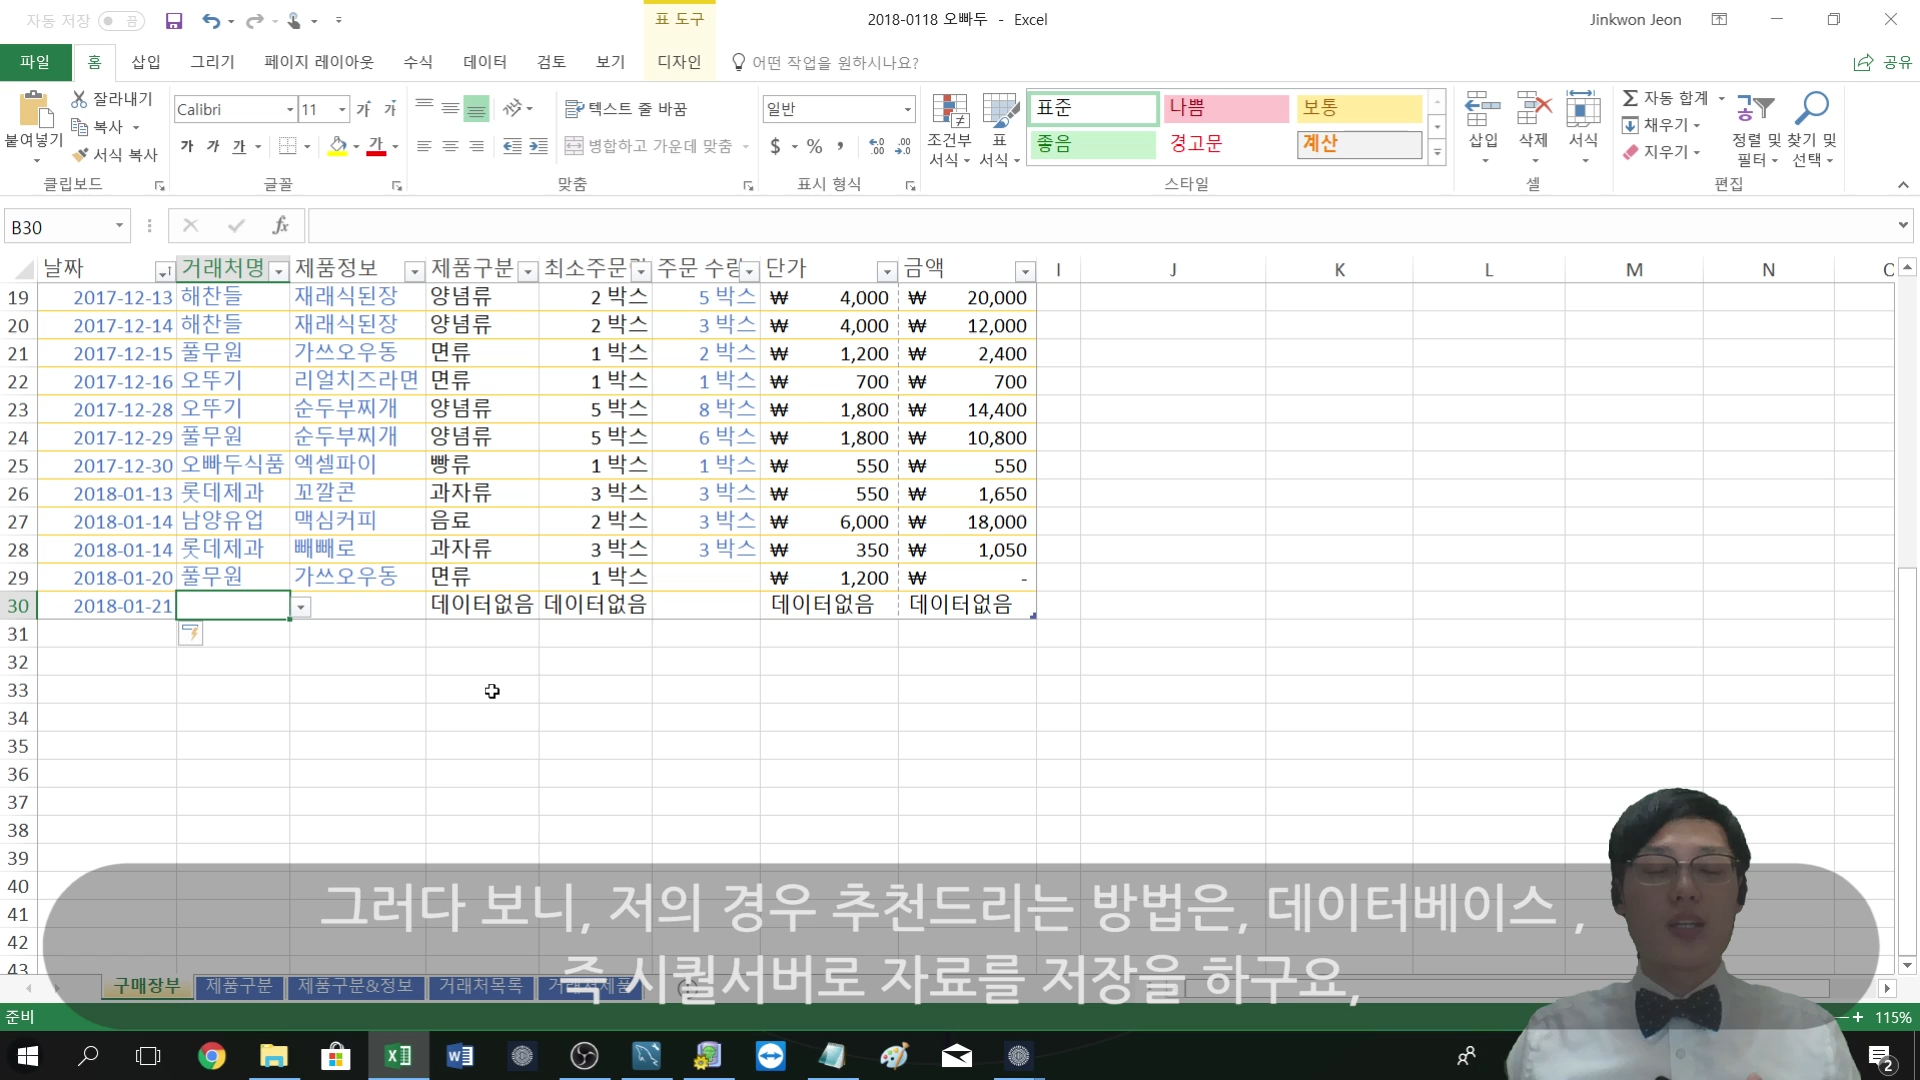 자동 저장 끔
표 도구
2018-0118 오빠두 - Excel
Jinkwon Jeon
파일 홈 삽입 그리기 페이지 레이아웃 수식 데이터 검토 보기 디자인 어떤 작업을 원하시나요? 공유
붙여넣기 잘라내기 복사 서식 복사 클립보드
Calibri 11 가 가 가 가 가 가 글꼴
텍스트 줄 바꿈 병합하고 가운데 맞춤 맞춤
일반 $ % , 표시 형식
조건부 서식 표 서식 표준 나쁨 보통 좋음 경고문 계산 스타일
삽입 삭제 서식 셀
자동 합계 채우기 지우기 정렬 및 필터 찾기 및 선택 편집
B30 fx
날짜 거래처명 제품정보 제품구분 최소주문 주문 수량 단가 금액 I J K L M N O
19 2017-12-13 해찬들 재래식된장 양념류 2 박스 5 박스 ₩ 4,000 ₩ 20,000
20 2017-12-14 해찬들 재래식된장 양념류 2 박스 3 박스 ₩ 4,000 ₩ 12,000
21 2017-12-15 풀무원 가쓰오우동 면류 1 박스 2 박스 ₩ 1,200 ₩ 2,400
22 2017-12-16 오뚜기 리얼치즈라면 면류 1 박스 1 박스 ₩ 700 ₩ 700
23 2017-12-28 오뚜기 순두부찌개 양념류 5 박스 8 박스 ₩ 1,800 ₩ 14,400
24 2017-12-29 풀무원 순두부찌개 양념류 5 박스 6 박스 ₩ 1,800 ₩ 10,800
25 2017-12-30 오빠두식품 엑셀파이 빵류 1 박스 1 박스 ₩ 550 ₩ 550
26 2018-01-13 롯데제과 꼬깔콘 과자류 3 박스 3 박스 ₩ 550 ₩ 1,650
27 2018-01-14 남양유업 맥심커피 음료 2 박스 3 박스 ₩ 6,000 ₩ 18,000
28 2018-01-14 롯데제과 빼빼로 과자류 3 박스 3 박스 ₩ 350 ₩ 1,050
29 2018-01-20 풀무원 가쓰오우동 면류 1 박스 ₩ 1,200 ₩ -
30 2018-01-21 데이터없음 데이터없음 데이터없음 데이터없음
31
32
33
34
35
36
37
38
39
40
41
42
43
그러다 보니, 저의 경우 추천드리는 방법은, 데이터베이스 ,
즉 시퀄서버로 자료를 저장을 하구요,
구매장부 제품구분 제품구분&정보 거래처목록
준비 + 115%
2